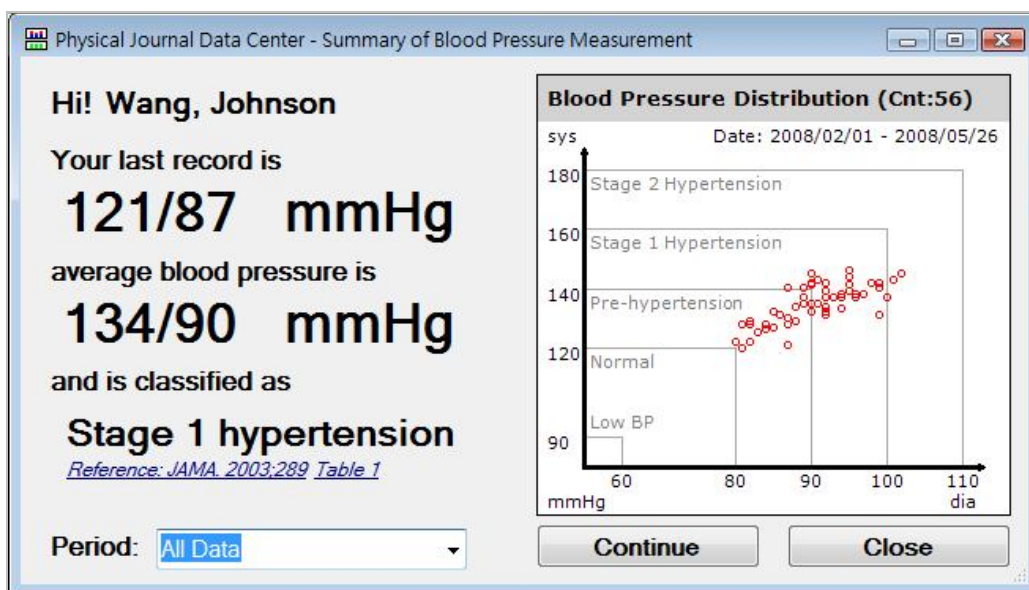 Physical Journal Data Center - Summary of Blood Pressure Measurement
Hi! Wang, Johnson
Your last record is
121/87 mmHg
average blood pressure is
134/90 mmHg
and is classified as
Stage 1 hypertension
Reference: JAMA. 2003;289 Table 1
Period: All Data
Blood Pressure Distribution (Cnt:56)
sys Date: 2008/02/01 - 2008/05/26
180 Stage 2 Hypertension
160 Stage 1 Hypertension
140 Pre-hypertension
120 Normal
Low BP
90
60 80 90 100 110
mmHg dia
Continue Close